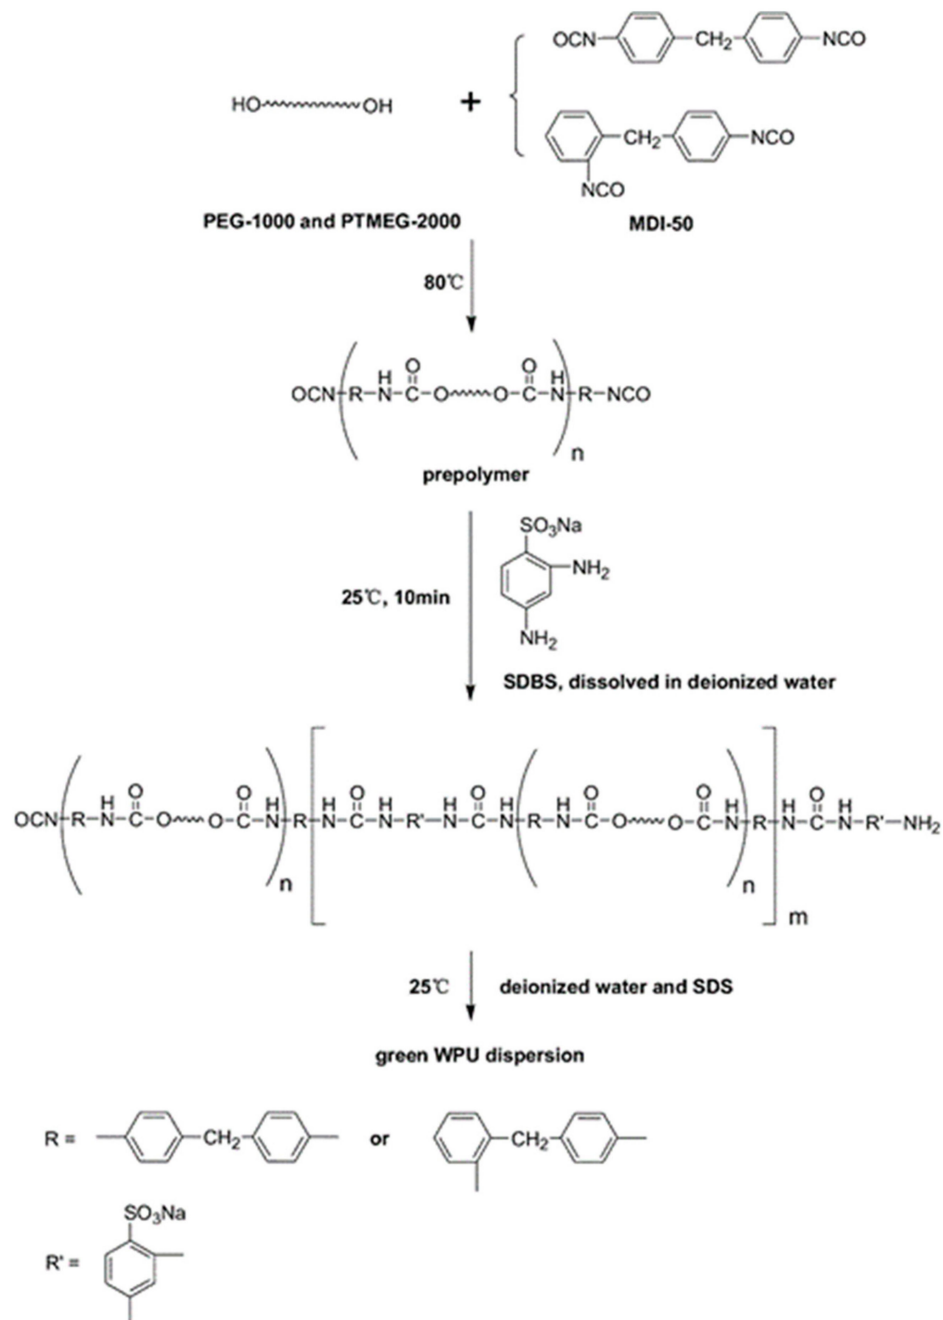 OCN CH2 NCO
HO OH +
CH2 NCO
NCO
PEG-1000 and PTMEG-2000 MDI-50
80℃
O O
H H
OCN R N C O O C N R NCO
n
prepolymer
SO3Na
NH2
25℃, 10min
NH2
SDBS, dissolved in deionized water
O O O O O O O
H H H H H H H H H H
OCN R N C O O C N R N C N R' N C N R N C O O C N R N C N R' NH2
n n
m
25℃ deionized water and SDS
green WPU dispersion
R = CH2 or CH2
SO3Na
R' =